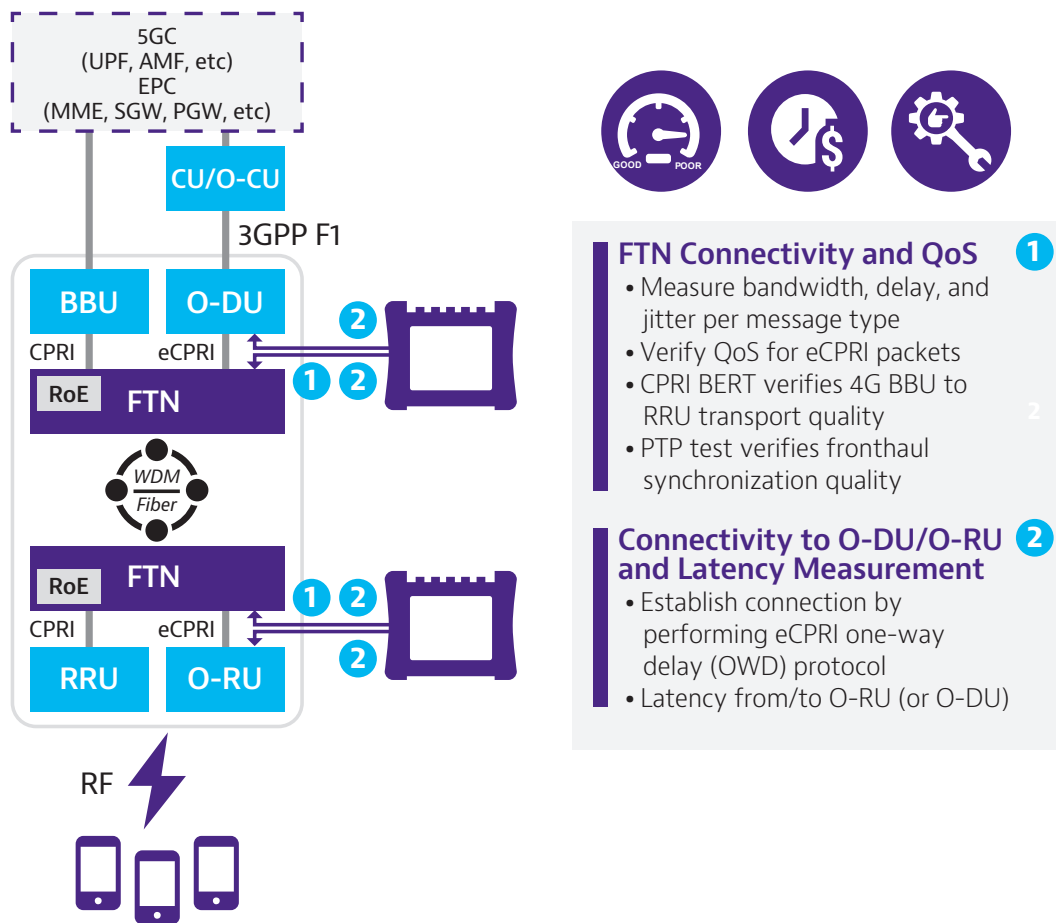 5GC
(UPF, AMF, etc)
EPC
(MME, SGW, PGW, etc)
CU/O-CU
3GPP F1
BBU
O-DU
2
CPRI
eCPRI
1 2
RoE
FTN
WDM
Fiber
FTN
RoE
1 2
CPRI
eCPRI
2
RRU
O-RU
RF
GOOD
POOR
$
FTN Connectivity and QoS 1
• Measure bandwidth, delay, and
jitter per message type
• Verify QoS for eCPRI packets
• CPRI BERT verifies 4G BBU to
RRU transport quality
2
• PTP test verifies fronthaul
synchronization quality
Connectivity to O-DU/O-RU 2
and Latency Measurement
• Establish connection by
performing eCPRI one-way
delay (OWD) protocol
• Latency from/to O-RU (or O-DU)